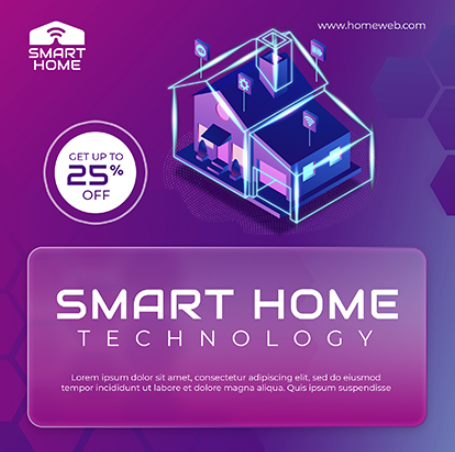 SMART
HOME
www.homeweb.com
GET UP TO
25%
OFF
SMART HOME
TECHNOLOGY
Lorem ipsum dolor sit amet, consectetur adipiscing elit, sed do eiusmod
tempor incididunt ut labore et dolore magna aliqua. Quis ipsum suspendisse